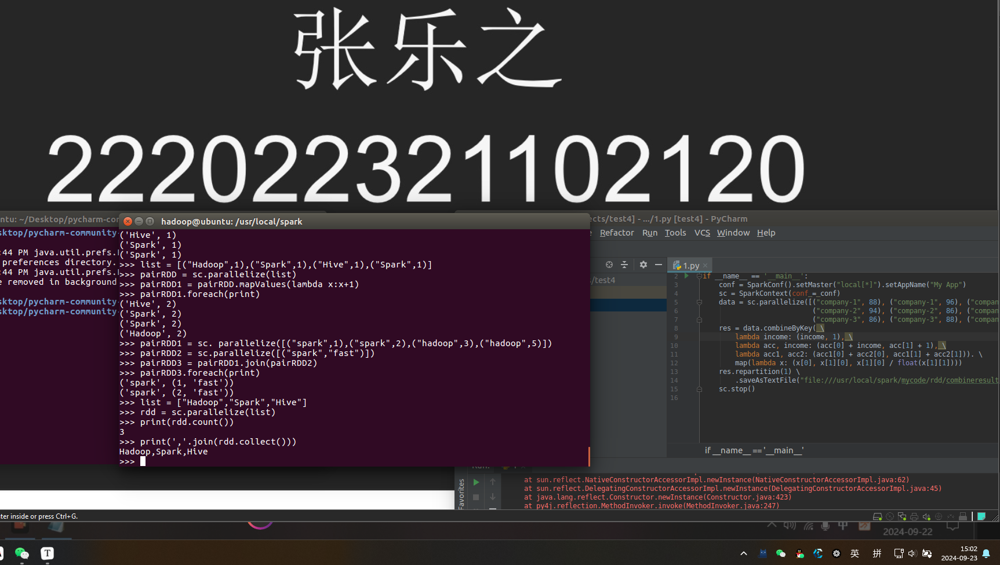 张乐之
222022321102120
ntu: ~/Desktop/pycharm-co
sktop/pycharm-community
:44 PM java.util.prefs.
preferences directory.
:44 PM java.util.prefs.
e removed in background
sktop/pycharm-community
sktop/pycharm-community
hadoop@ubuntu: /usr/local/spark
('Hive', 1)
('Spark', 1)
('Spark', 1)
>>> list = [("Hadoop",1),("Spark",1),("Hive",1),("Spark",1)]
>>> pairRDD = sc.parallelize(list)
>>> pairRDD1 = pairRDD.mapValues(lambda x:x+1)
>>> pairRDD1.foreach(print)
('Hive', 2)
('Spark', 2)
('Spark', 2)
('Hadoop', 2)
>>> pairRDD1 = sc. parallelize([("spark",1),("spark",2),("hadoop",3),("hadoop",5)])
>>> pairRDD2 = sc.parallelize([("spark","fast")])
>>> pairRDD3 = pairRDD1.join(pairRDD2)
>>> pairRDD3.foreach(print)
('spark', (1, 'fast'))
('spark', (2, 'fast'))
>>> list = ["Hadoop","Spark","Hive"]
>>> rdd = sc.parallelize(list)
>>> print(rdd.count())
3
>>> print(','.join(rdd.collect()))
Hadoop,Spark,Hive
>>>
ects/test4] - .../1.py [test4] - PyCharm
e Refactor Run Tools VCS Window Help
1.py
s/test4
2 if __name__ == '__main__':
3 conf = SparkConf().setMaster("local[*]").setAppName("My App")
4 sc = SparkContext(conf = conf)
5 data = sc.parallelize([("company-1", 88), ("company-1", 96), ("compan
6 ("company-2", 94), ("company-2", 86), ("compan
7 ("company-3", 86), ("company-3", 88), ("compan
8 res = data.combineByKey( \
9 lambda income: (income, 1), \
10 lambda acc, income: (acc[0] + income, acc[1] + 1), \
11 lambda acc1, acc2: (acc1[0] + acc2[0], acc1[1] + acc2[1])). \
12 map(lambda x: (x[0], x[1][0], x[1][0] / float(x[1][1])))
13 res.repartition(1) \
14 .saveAsTextFile("file:///usr/local/spark/mycode/rdd/combineresult
15 sc.stop()
16
if __name__ == '__main__'
Favorites
at sun.reflect.NativeConstructorAccessorImpl.newInstance(NativeConstructorAccessorImpl.java:62)
at sun.reflect.DelegatingConstructorAccessorImpl.newInstance(DelegatingConstructorAccessorImpl.java:45)
at java.lang.reflect.Constructor.newInstance(Constructor.java:423)
at py4j.reflection.MethodInvoker.invoke(MethodInvoker.java:247)
ter inside or press Ctrl+G.
中
2024-09-22
T
英 拼
15:02
2024-09-23